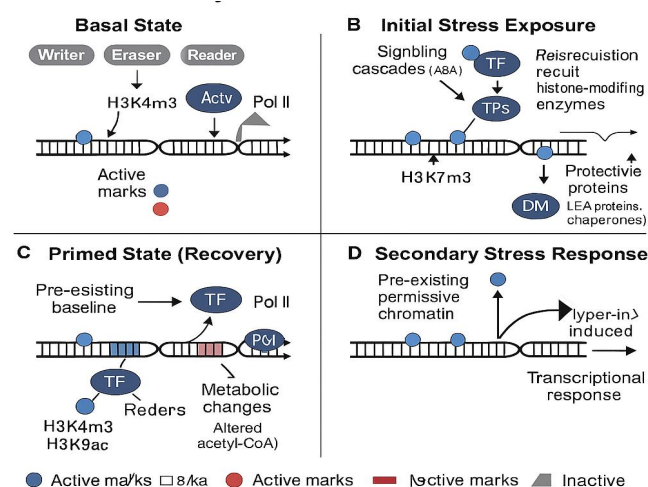 Basal State
Writer
Eraser
Reader
H3K4m3
Actv
Pol II
Active
marks
B Initial Stress Exposure
Signbling
cascades (ABA)
TF
TPs
Reisrecuistion
recuit
histone-modifing
enzymes
H3K7m3
DM
Protectivie
proteins
LEA proteins.
chaperones)
C Primed State (Recovery)
Pre-esisting
baseline
TF
Pol II
TF
Reders
H3K4m3
H3K9ac
Metabolic
changes
Altered
acetyl-CoA)
D Secondary Stress Response
Pre-existing
permissive
chromatin
induced
Transcriptional
response
Active
Active marks
marks
Inactive